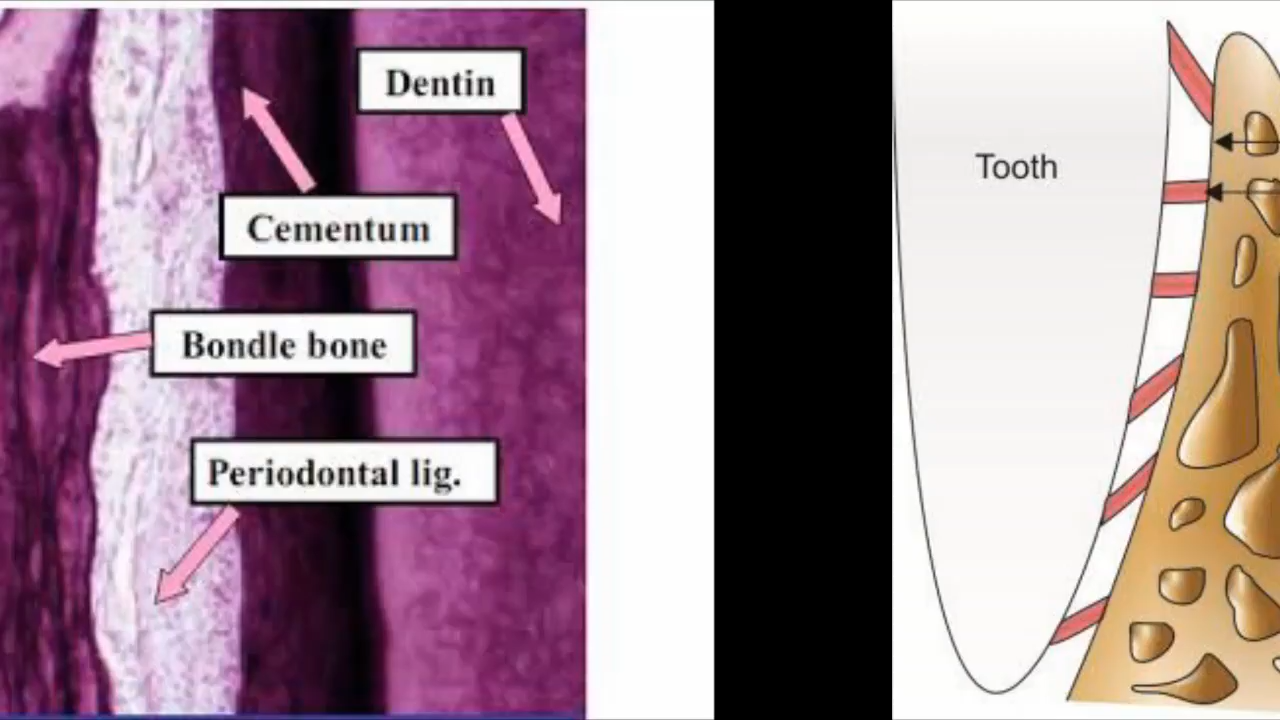 Dentin
Cementum
Bondle bone
Periodontal lig.
Tooth